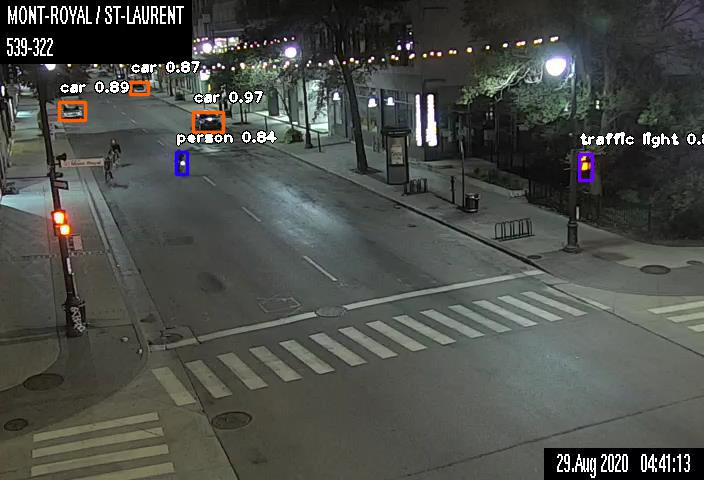 MONT-ROYAL / ST-LAURENT
539-322
car 0.87
car 0.89
car 0.97
person 0.84
traffic light 0.8
29.Aug 2020 04:41:13